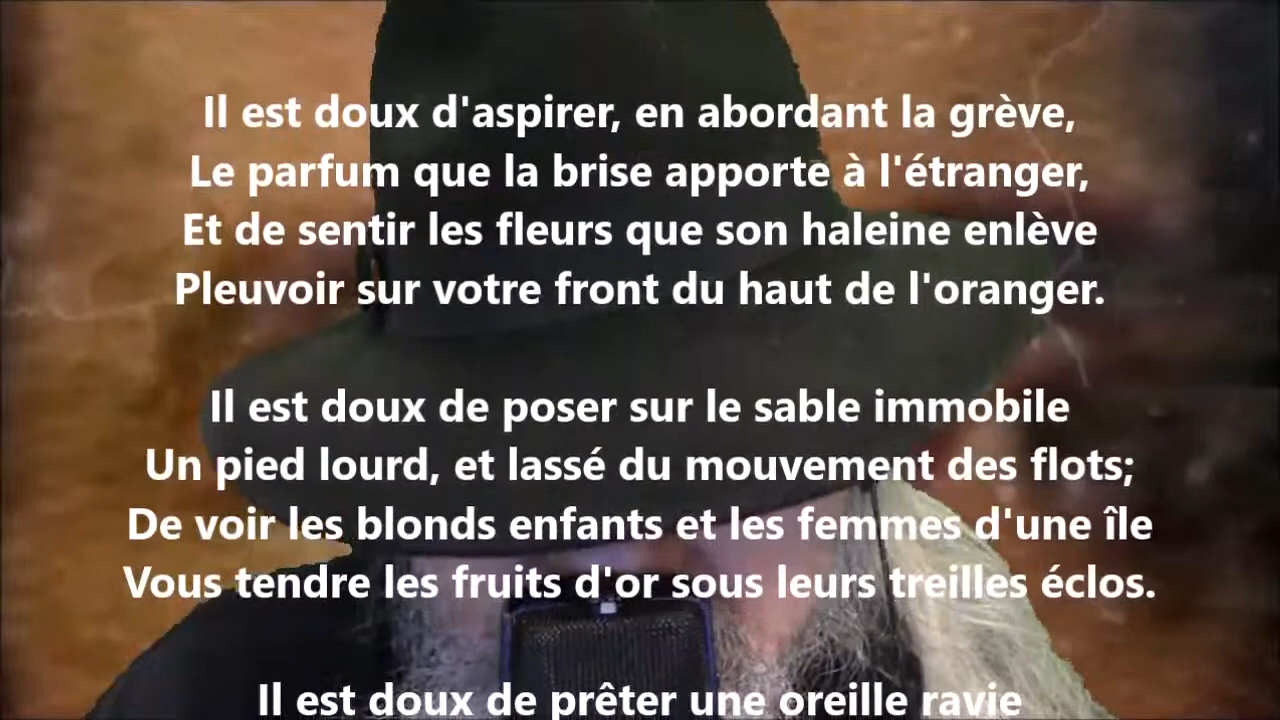 Il est doux d'aspirer, en abordant la grève,
Le parfum que la brise apporte à l'étranger,
Et de sentir les fleurs que son haleine enlève
Pleuvoir sur votre front du haut de l'oranger.
Il est doux de poser sur le sable immobile
Un pied lourd, et lassé du mouvement des flots;
De voir les blonds enfants et les femmes d'une île
Vous tendre les fruits d'or sous leurs treilles éclos.
Il est doux de prêter une oreille ravie